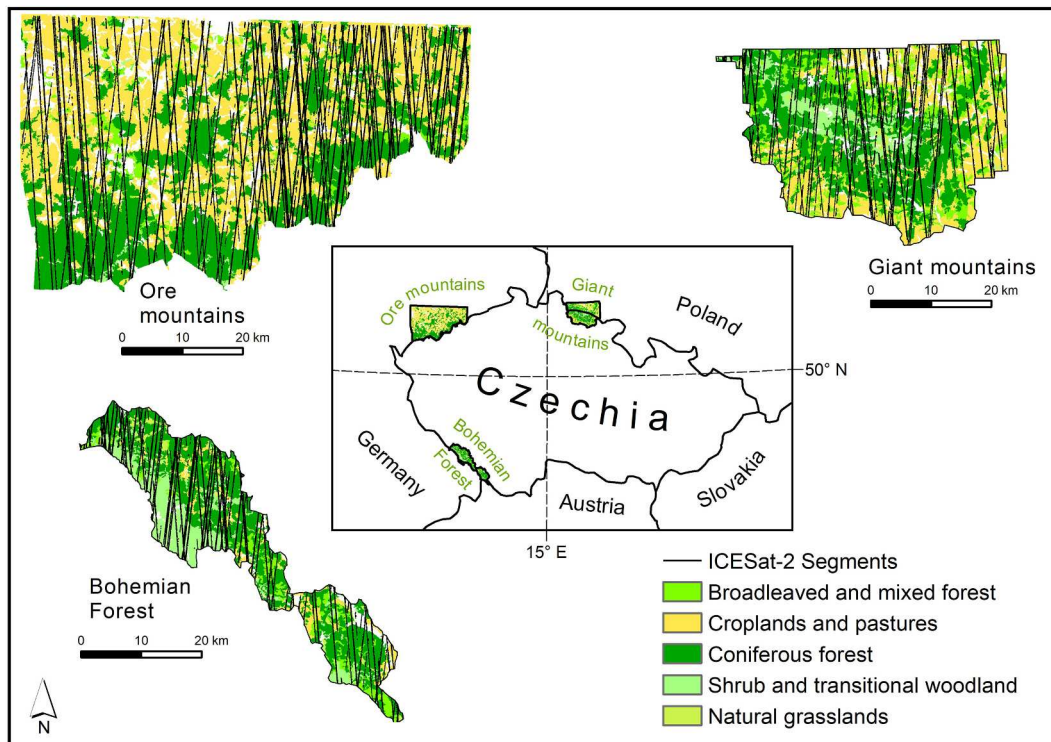 Ore
mountains
0 10 20 km
Giant mountains
0 10 20 km
Ore mountains
Giant
mountains
Poland
50° N
Czechia
Bohemian
Forest
Germany
Austria
Slovakia
15° E
Bohemian
Forest
0 10 20 km
N
ICESat-2 Segments
Broadleaved and mixed forest
Croplands and pastures
Coniferous forest
Shrub and transitional woodland
Natural grasslands